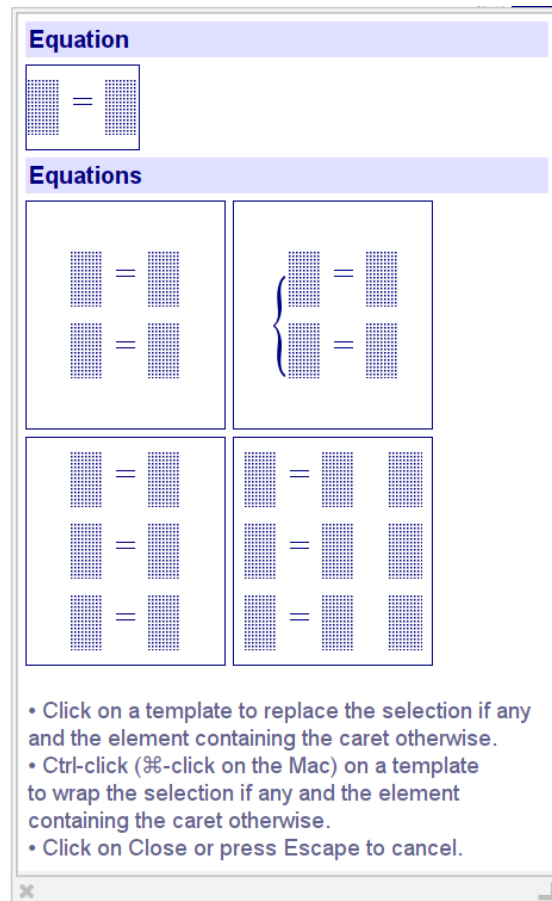 Equation
=
Equations
= =
= =
= =
= =
= =
• Click on a template to replace the selection if any
and the element containing the caret otherwise.
• Ctrl-click (⌘-click on the Mac) on a template
to wrap the selection if any and the element
containing the caret otherwise.
• Click on Close or press Escape to cancel.